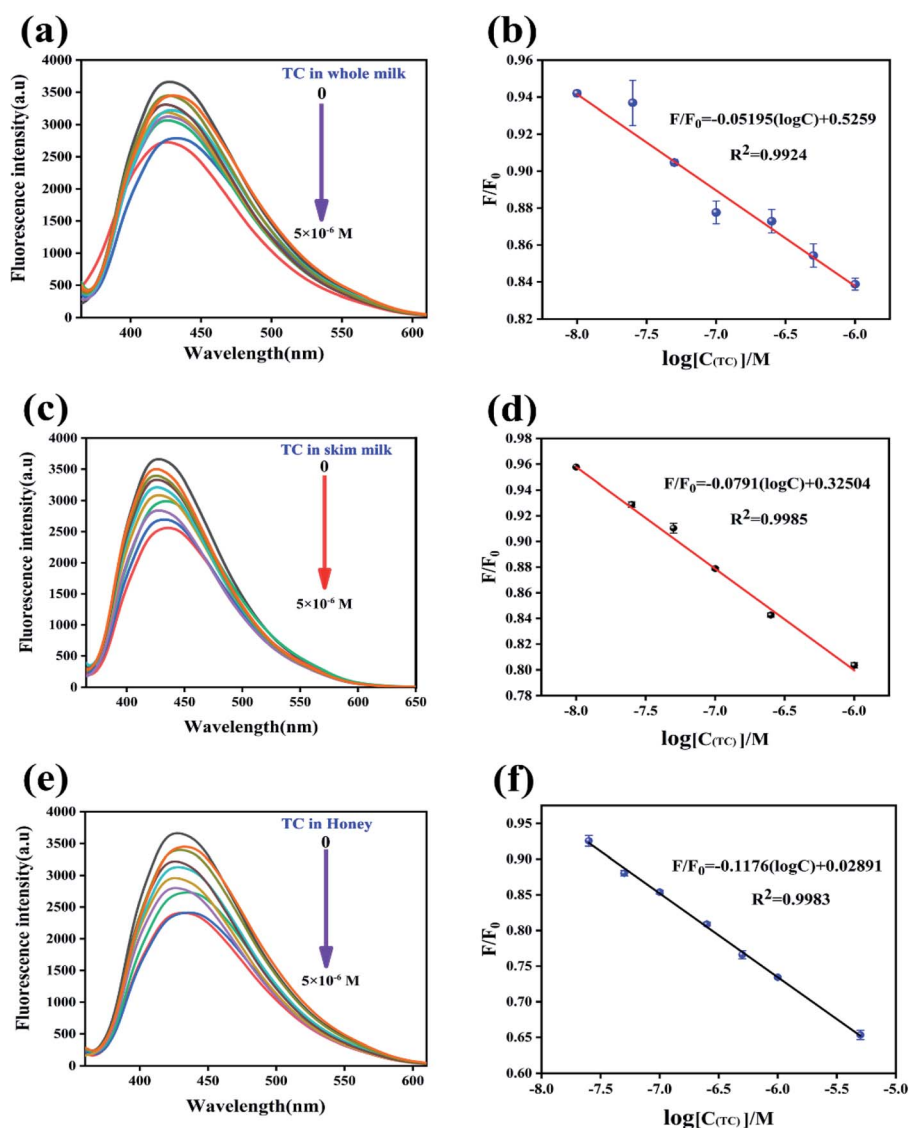 (a)
TC in whole milk
0
5×10⁻⁶ M
Fluorescence intensity(a.u)
4000
3500
3000
2500
2000
1500
1000
500
0
400 450 500 550 600
Wavelength(nm)
(b)
F/F₀=-0.05195(logC)+0.5259
R²=0.9924
F/F₀
0.96
0.94
0.92
0.90
0.88
0.86
0.84
0.82
-8.0 -7.5 -7.0 -6.5 -6.0
log[C(TC)]/M
(c)
TC in skim milk
0
5×10⁻⁶ M
Fluorescence intensity(a.u)
4000
3500
3000
2500
2000
1500
1000
500
0
400 450 500 550 600 650
Wavelength(nm)
(d)
F/F₀=-0.0791(logC)+0.32504
R²=0.9985
F/F₀
0.98
0.96
0.94
0.92
0.90
0.88
0.86
0.84
0.82
0.80
0.78
-8.0 -7.5 -7.0 -6.5 -6.0
log[C(TC)]/M
(e)
TC in Honey
0
5×10⁻⁶ M
Fluorescence intensity(a.u)
4000
3500
3000
2500
2000
1500
1000
500
0
400 450 500 550 600
Wavelength(nm)
(f)
F/F₀=-0.1176(logC)+0.02891
R²=0.9983
F/F₀
0.95
0.90
0.85
0.80
0.75
0.70
0.65
0.60
-8.0 -7.5 -7.0 -6.5 -6.0 -5.5 -5.0
log[C(TC)]/M